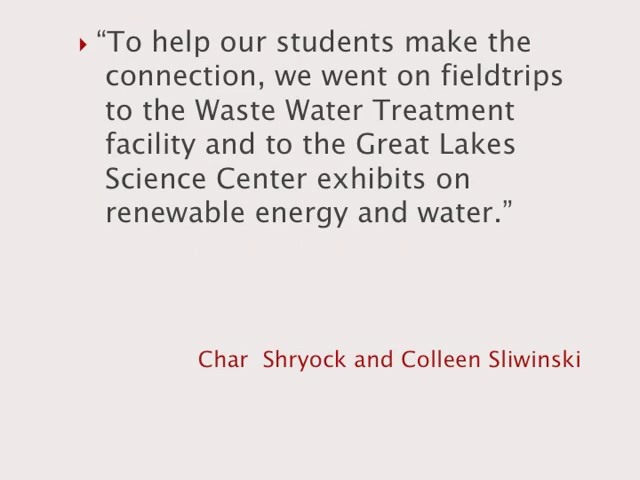 “To help our students make the
connection, we went on fieldtrips
to the Waste Water Treatment
facility and to the Great Lakes
Science Center exhibits on
renewable energy and water.”
Char  Shryock and Colleen Sliwinski